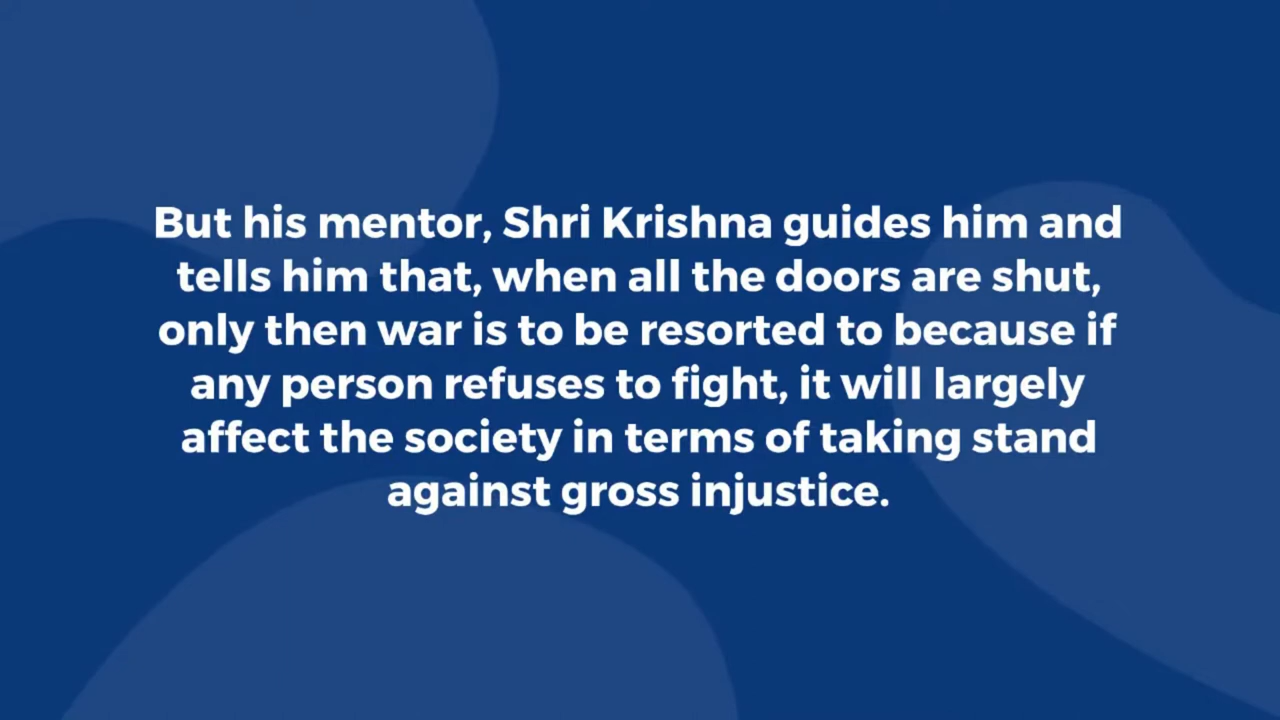 But his mentor, Shri Krishna guides him and
tells him that, when all the doors are shut,
only then war is to be resorted to because if
any person refuses to fight, it will largely
affect the society in terms of taking stand
against gross injustice.